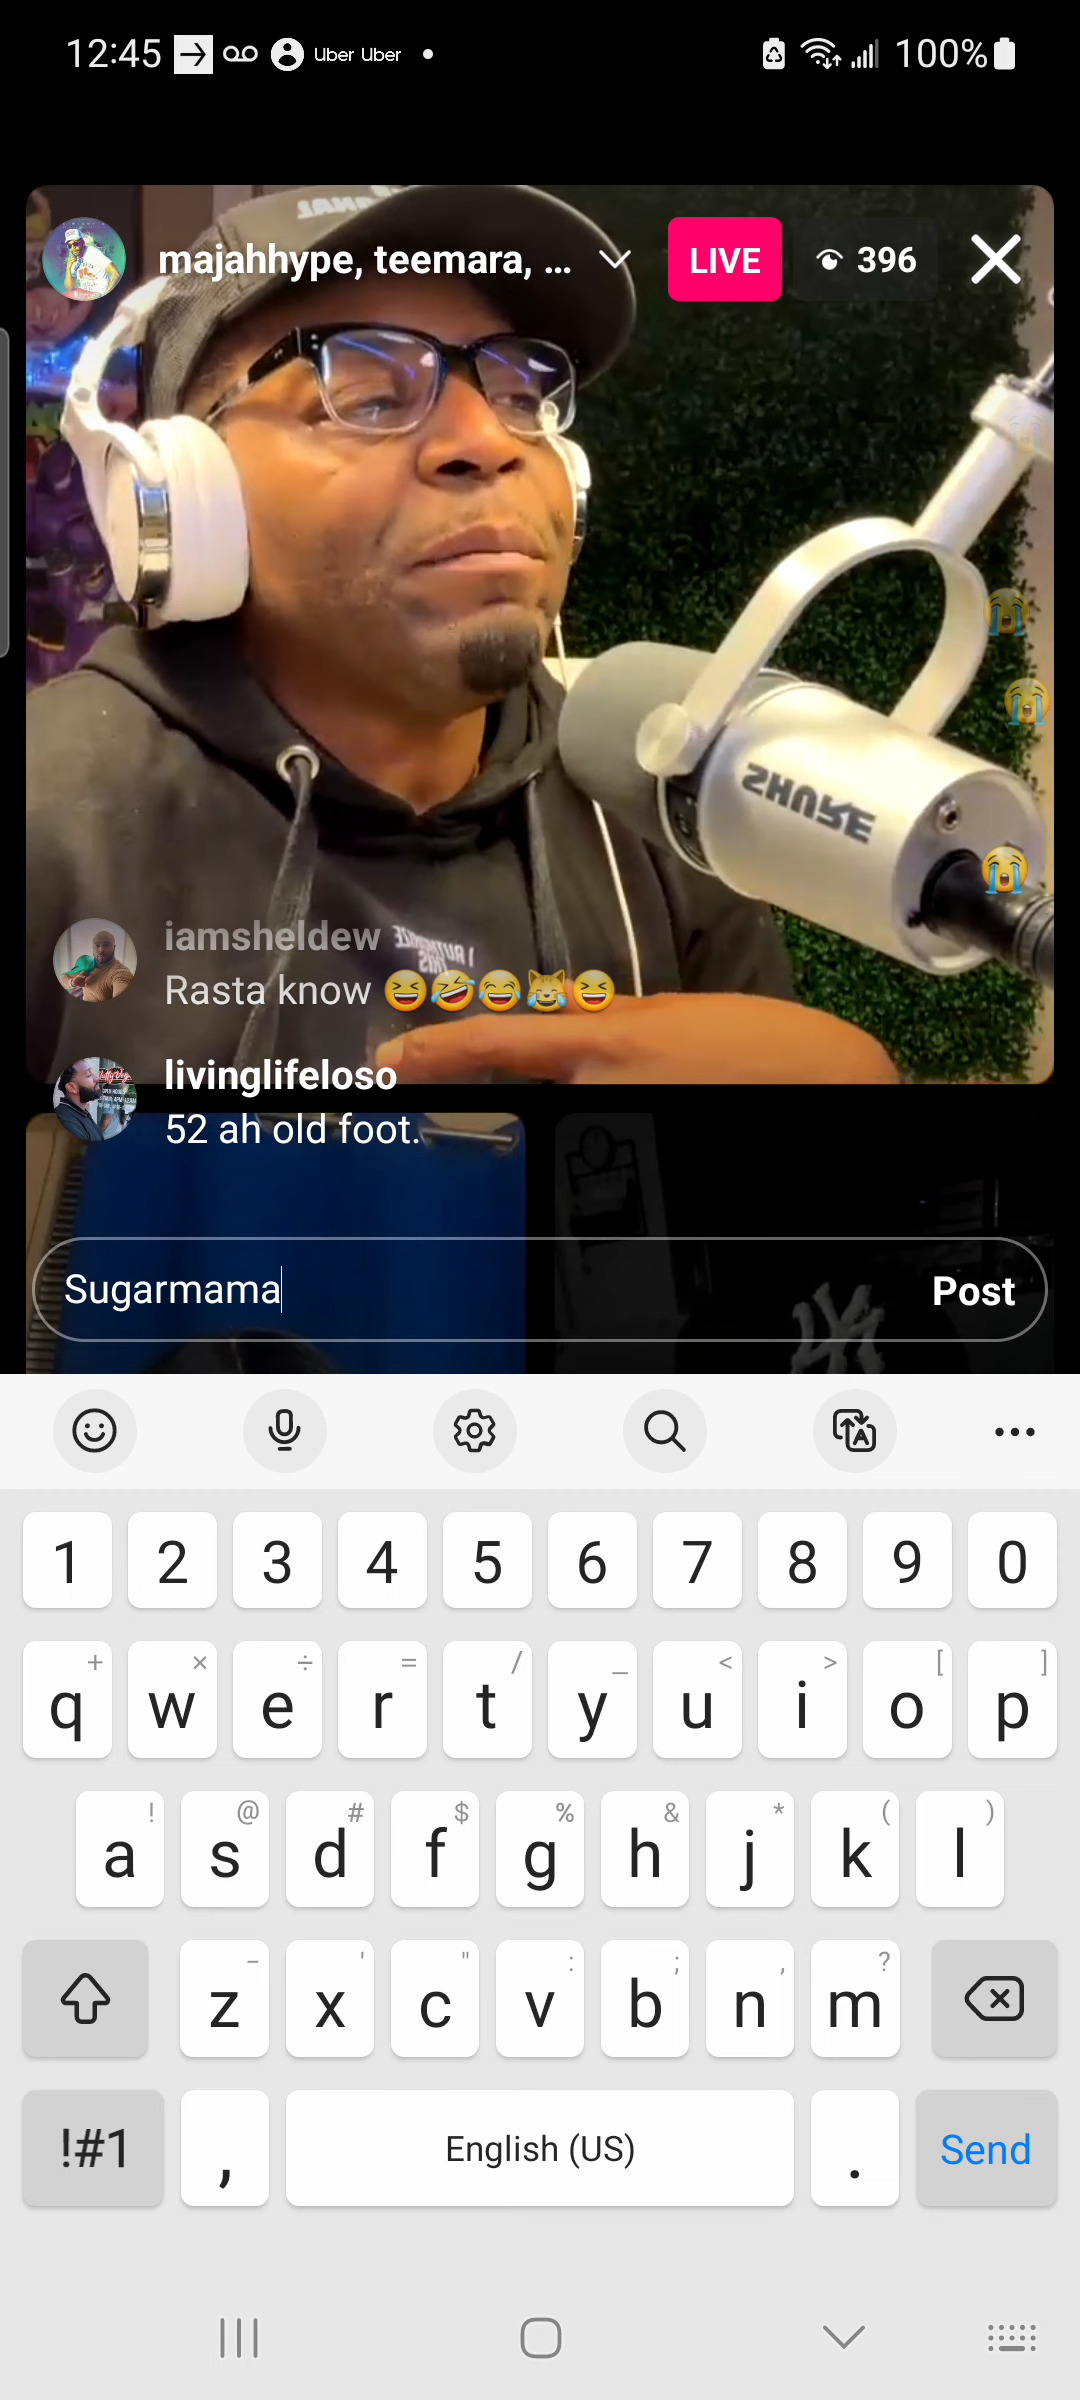 12:45 Uber Uber 100%
majahhype, teemara, ... LIVE 396
SHURE
iamsheldew
Rasta know 😆🤣😂😹😆
livinglifeloso
52 ah old foot.
Sugarmama Post
1 2 3 4 5 6 7 8 9 0
+ × ÷ = / _ < > [ ]
q w e r t y u i o p
! @ # $ % & * ( )
a s d f g h j k l
- ' " : ; , ?
z x c v b n m
!#1 , English (US) . Send